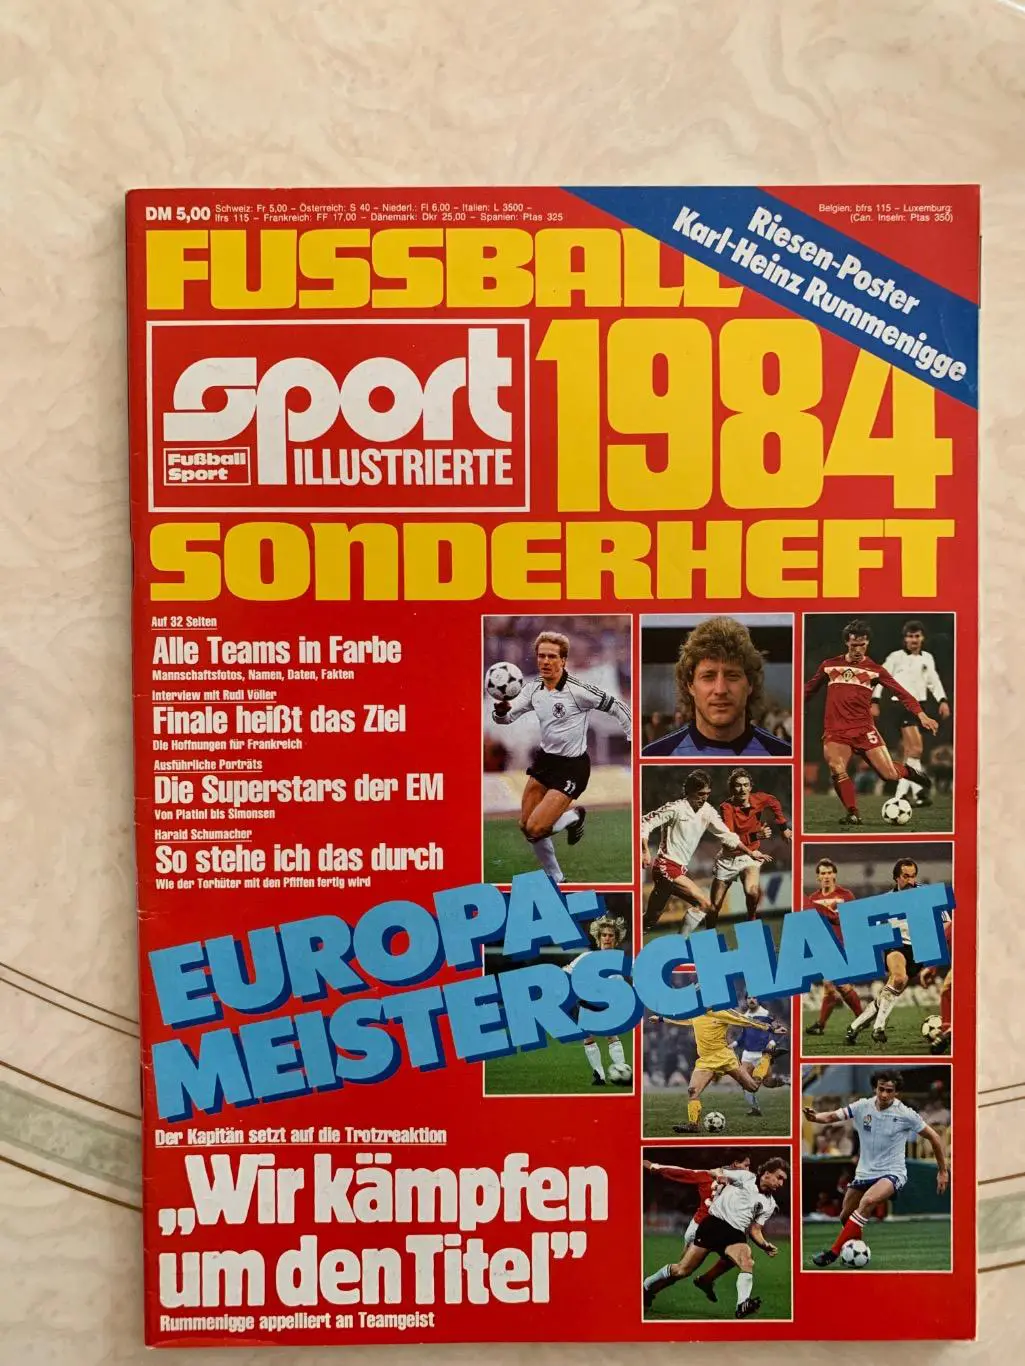 DM 5,00 Schweiz: Fr 5,00 - Österreich: S 40 - Niederl.: Fl 6,00 - Italien: L 3500 -
lfrs 115 - Frankreich: FF 17,00 - Dänemark: Dkr 25,00 - Spanien: Ptas 325
Belgien: bfrs 115 - Luxemburg:
(Can. Inseln: Ptas 350)
Riesen-Poster
Karl-Heinz Rummenigge
FUSSBALL
1984
sport
ILLUSTRIERTE
Fußball
Sport
SONDERHEFT
Auf 32 Seiten
Alle Teams in Farbe
Mannschaftsfotos, Namen, Daten, Fakten
Interview mit Rudi Völler
Finale heißt das Ziel
Die Hoffnungen für Frankreich
Ausführliche Porträts
Die Superstars der EM
Von Platini bis Simonsen
Harald Schumacher
So stehe ich das durch
Wie der Torhüter mit den Pfiffen fertig wird
11
5
EUROPA-
MEISTERSCHAFT
Der Kapitän setzt auf die Trotzreaktion
„Wir kämpfen
um den Titel”
Rummenigge appelliert an Teamgeist